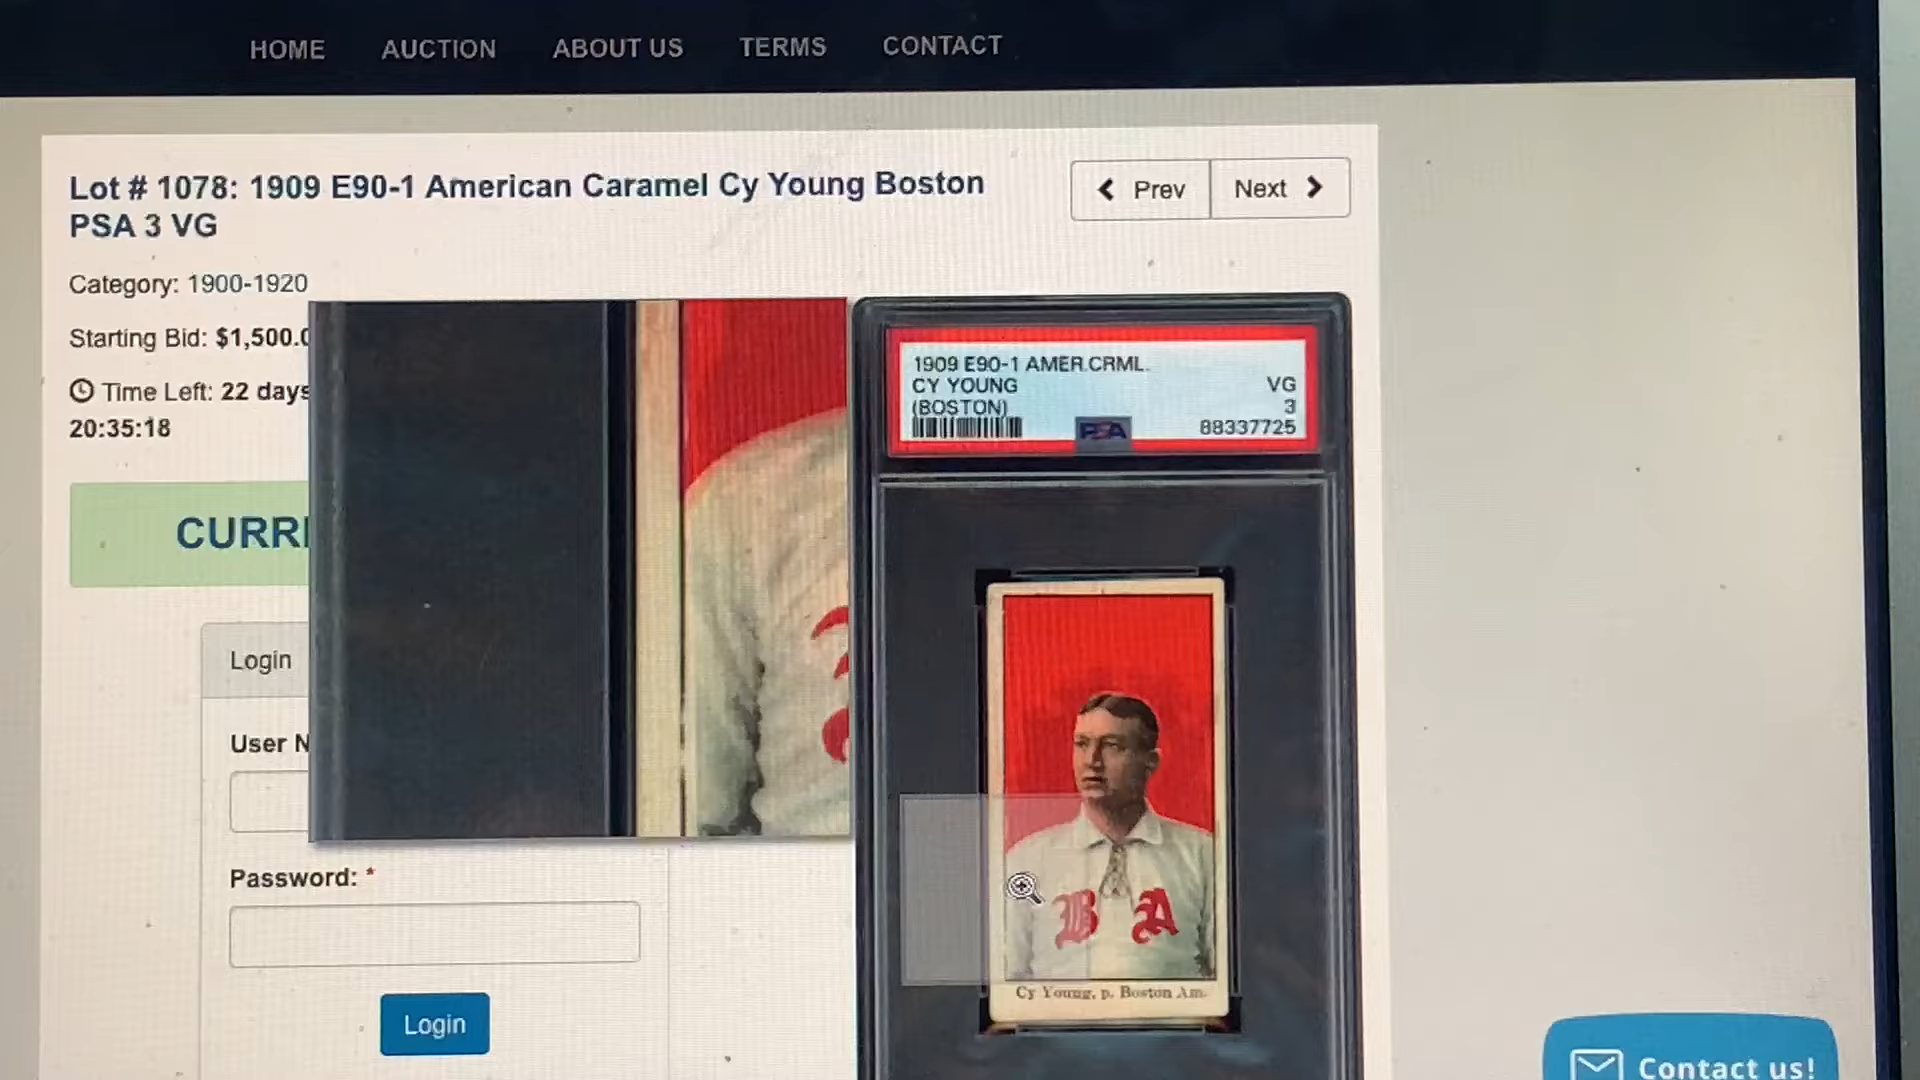 HOME AUCTION ABOUT US TERMS CONTACT
Lot # 1078: 1909 E90-1 American Caramel Cy Young Boston
PSA 3 VG
Prev
Next
Category: 1900-1920
Starting Bid: $1,500.0
Time Left: 22 days
20:35:18
CURR
Login
User N
Password: *
Login
1909 E90-1 AMER.CRML.
CY YOUNG VG
(BOSTON) 3
PSA 88337725
B A
Cy Young, p. Boston Am.
Contact us!